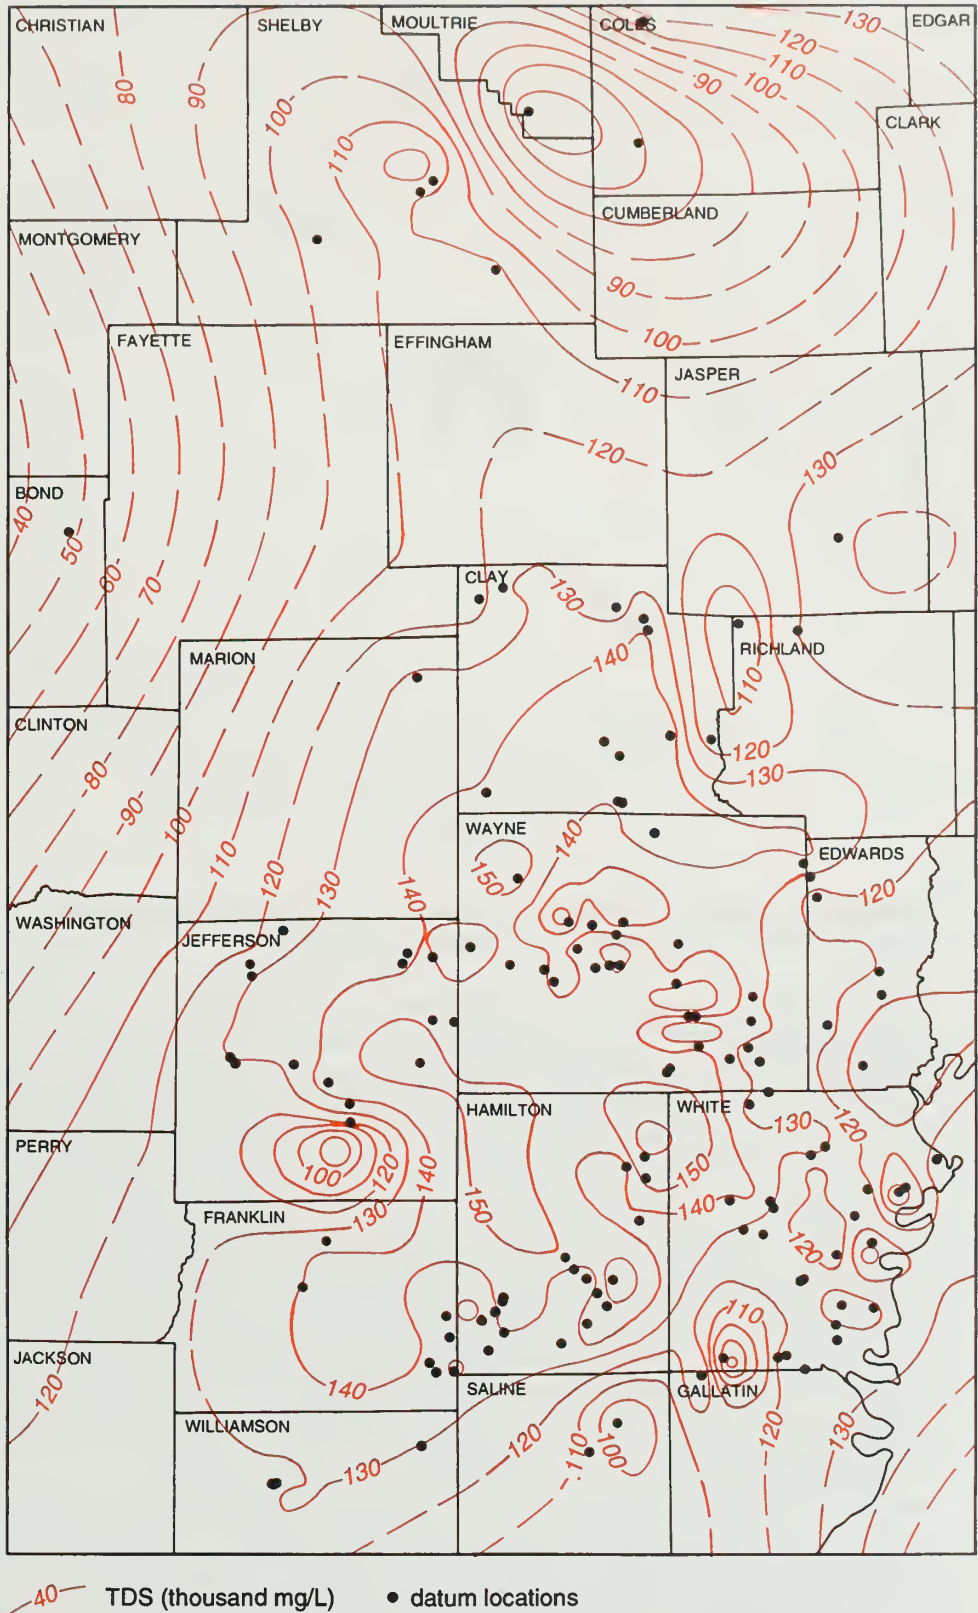 CHRISTIAN
SHELBY
MOULTRIE
COLES
EDGAR
130
120
110
100
90
80
90
100
110
CLARK
CUMBERLAND
MONTGOMERY
90
100
FAYETTE
EFFINGHAM
JASPER
110
120
130
BOND
40
50
60
70
CLAY
130
140
RICHLAND
110
120
130
MARION
CLINTON
80
90
100
110
120
130
140
WAYNE
140
150
EDWARDS
120
WASHINGTON
JEFFERSON
HAMILTON
WHITE
130
120
PERRY
100
120
140
130
150
150
140
120
FRANKLIN
110
JACKSON
120
140
SALINE
GALLATIN
WILLIAMSON
130
120
110
100
120
130
40 TDS (thousand mg/L) ● datum locations